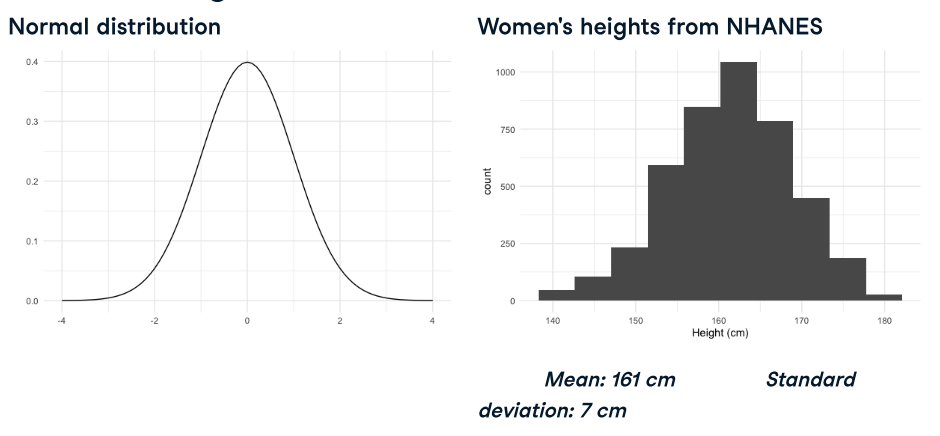 Normal distribution
0.4
0.3
0.2
0.1
0.0
-4 -2 0 2 4
Women's heights from NHANES
1000
750
500
250
0
count
140 150 160 170 180
Height (cm)
Mean: 161 cm Standard
deviation: 7 cm